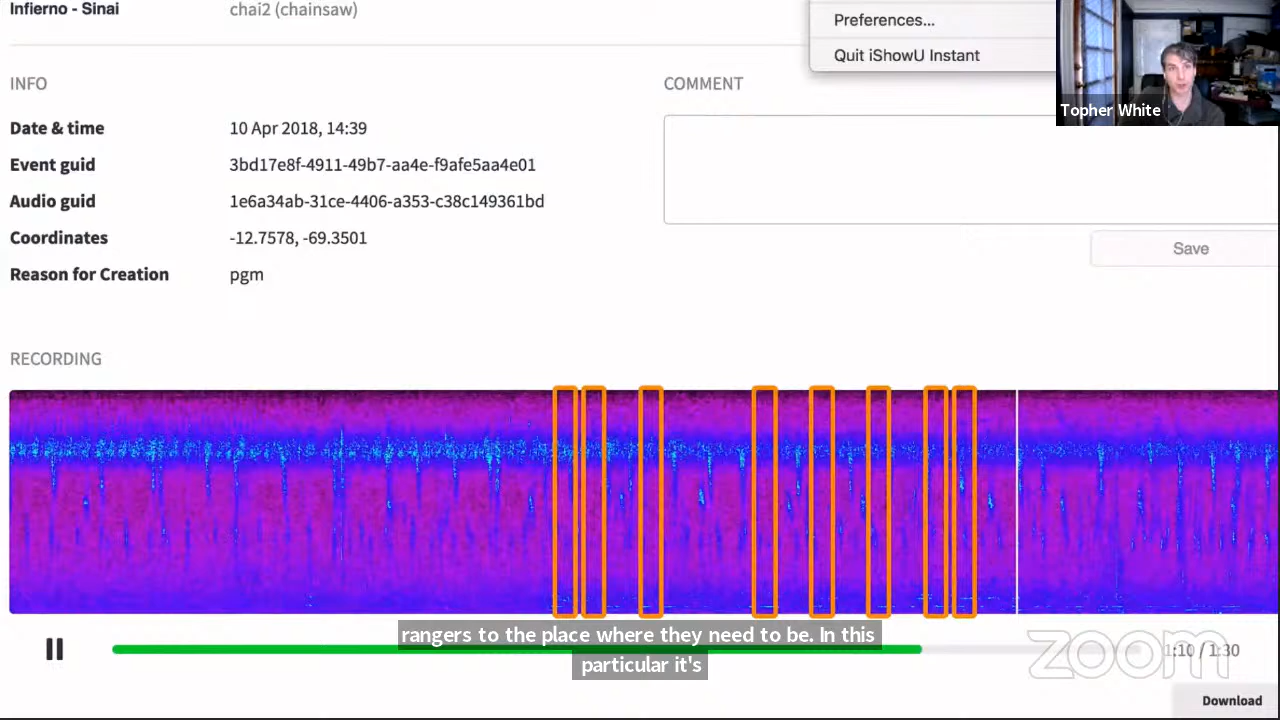 Infierno - Sinai chai2 (chainsaw)
Preferences...
Quit iShowU Instant
Topher White
INFO
COMMENT
Date & time 10 Apr 2018, 14:39
Event guid 3bd17e8f-4911-49b7-aa4e-f9afe5aa4e01
Audio guid 1e6a34ab-31ce-4406-a353-c38c149361bd
Coordinates -12.7578, -69.3501
Save
Reason for Creation pgm
RECORDING
rangers to the place where they need to be. In this
particular it's
1:10 / 1:30
zoom
Download